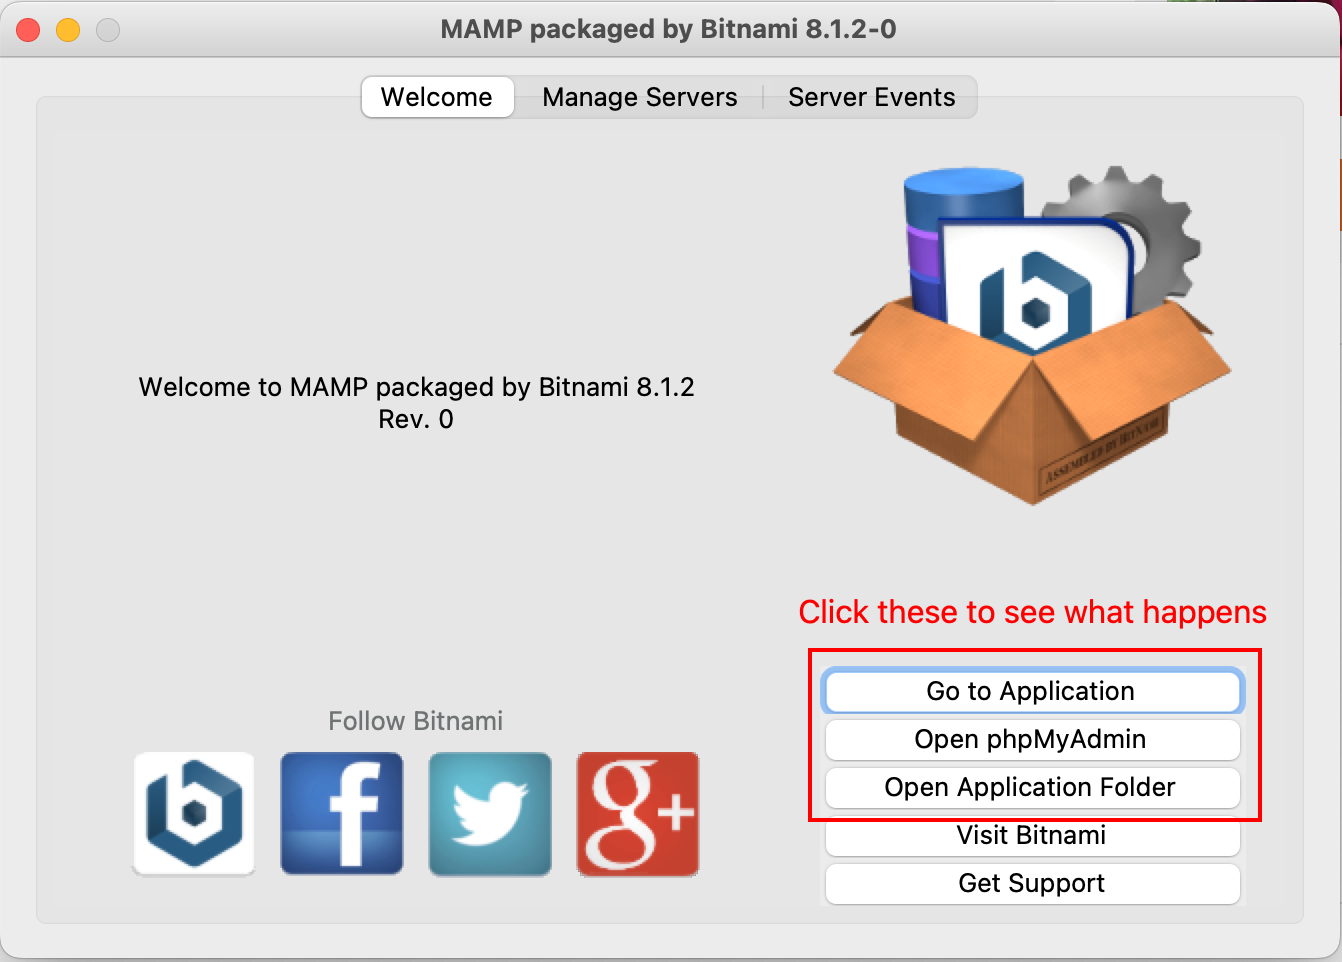 MAMP packaged by Bitnami 8.1.2-0
Welcome
Manage Servers
Server Events
Welcome to MAMP packaged by Bitnami 8.1.2
Rev. 0
ASSEMBLED BY BITNAMI
Click these to see what happens
Go to Application
Open phpMyAdmin
Open Application Folder
Visit Bitnami
Get Support
Follow Bitnami
b
f
g+